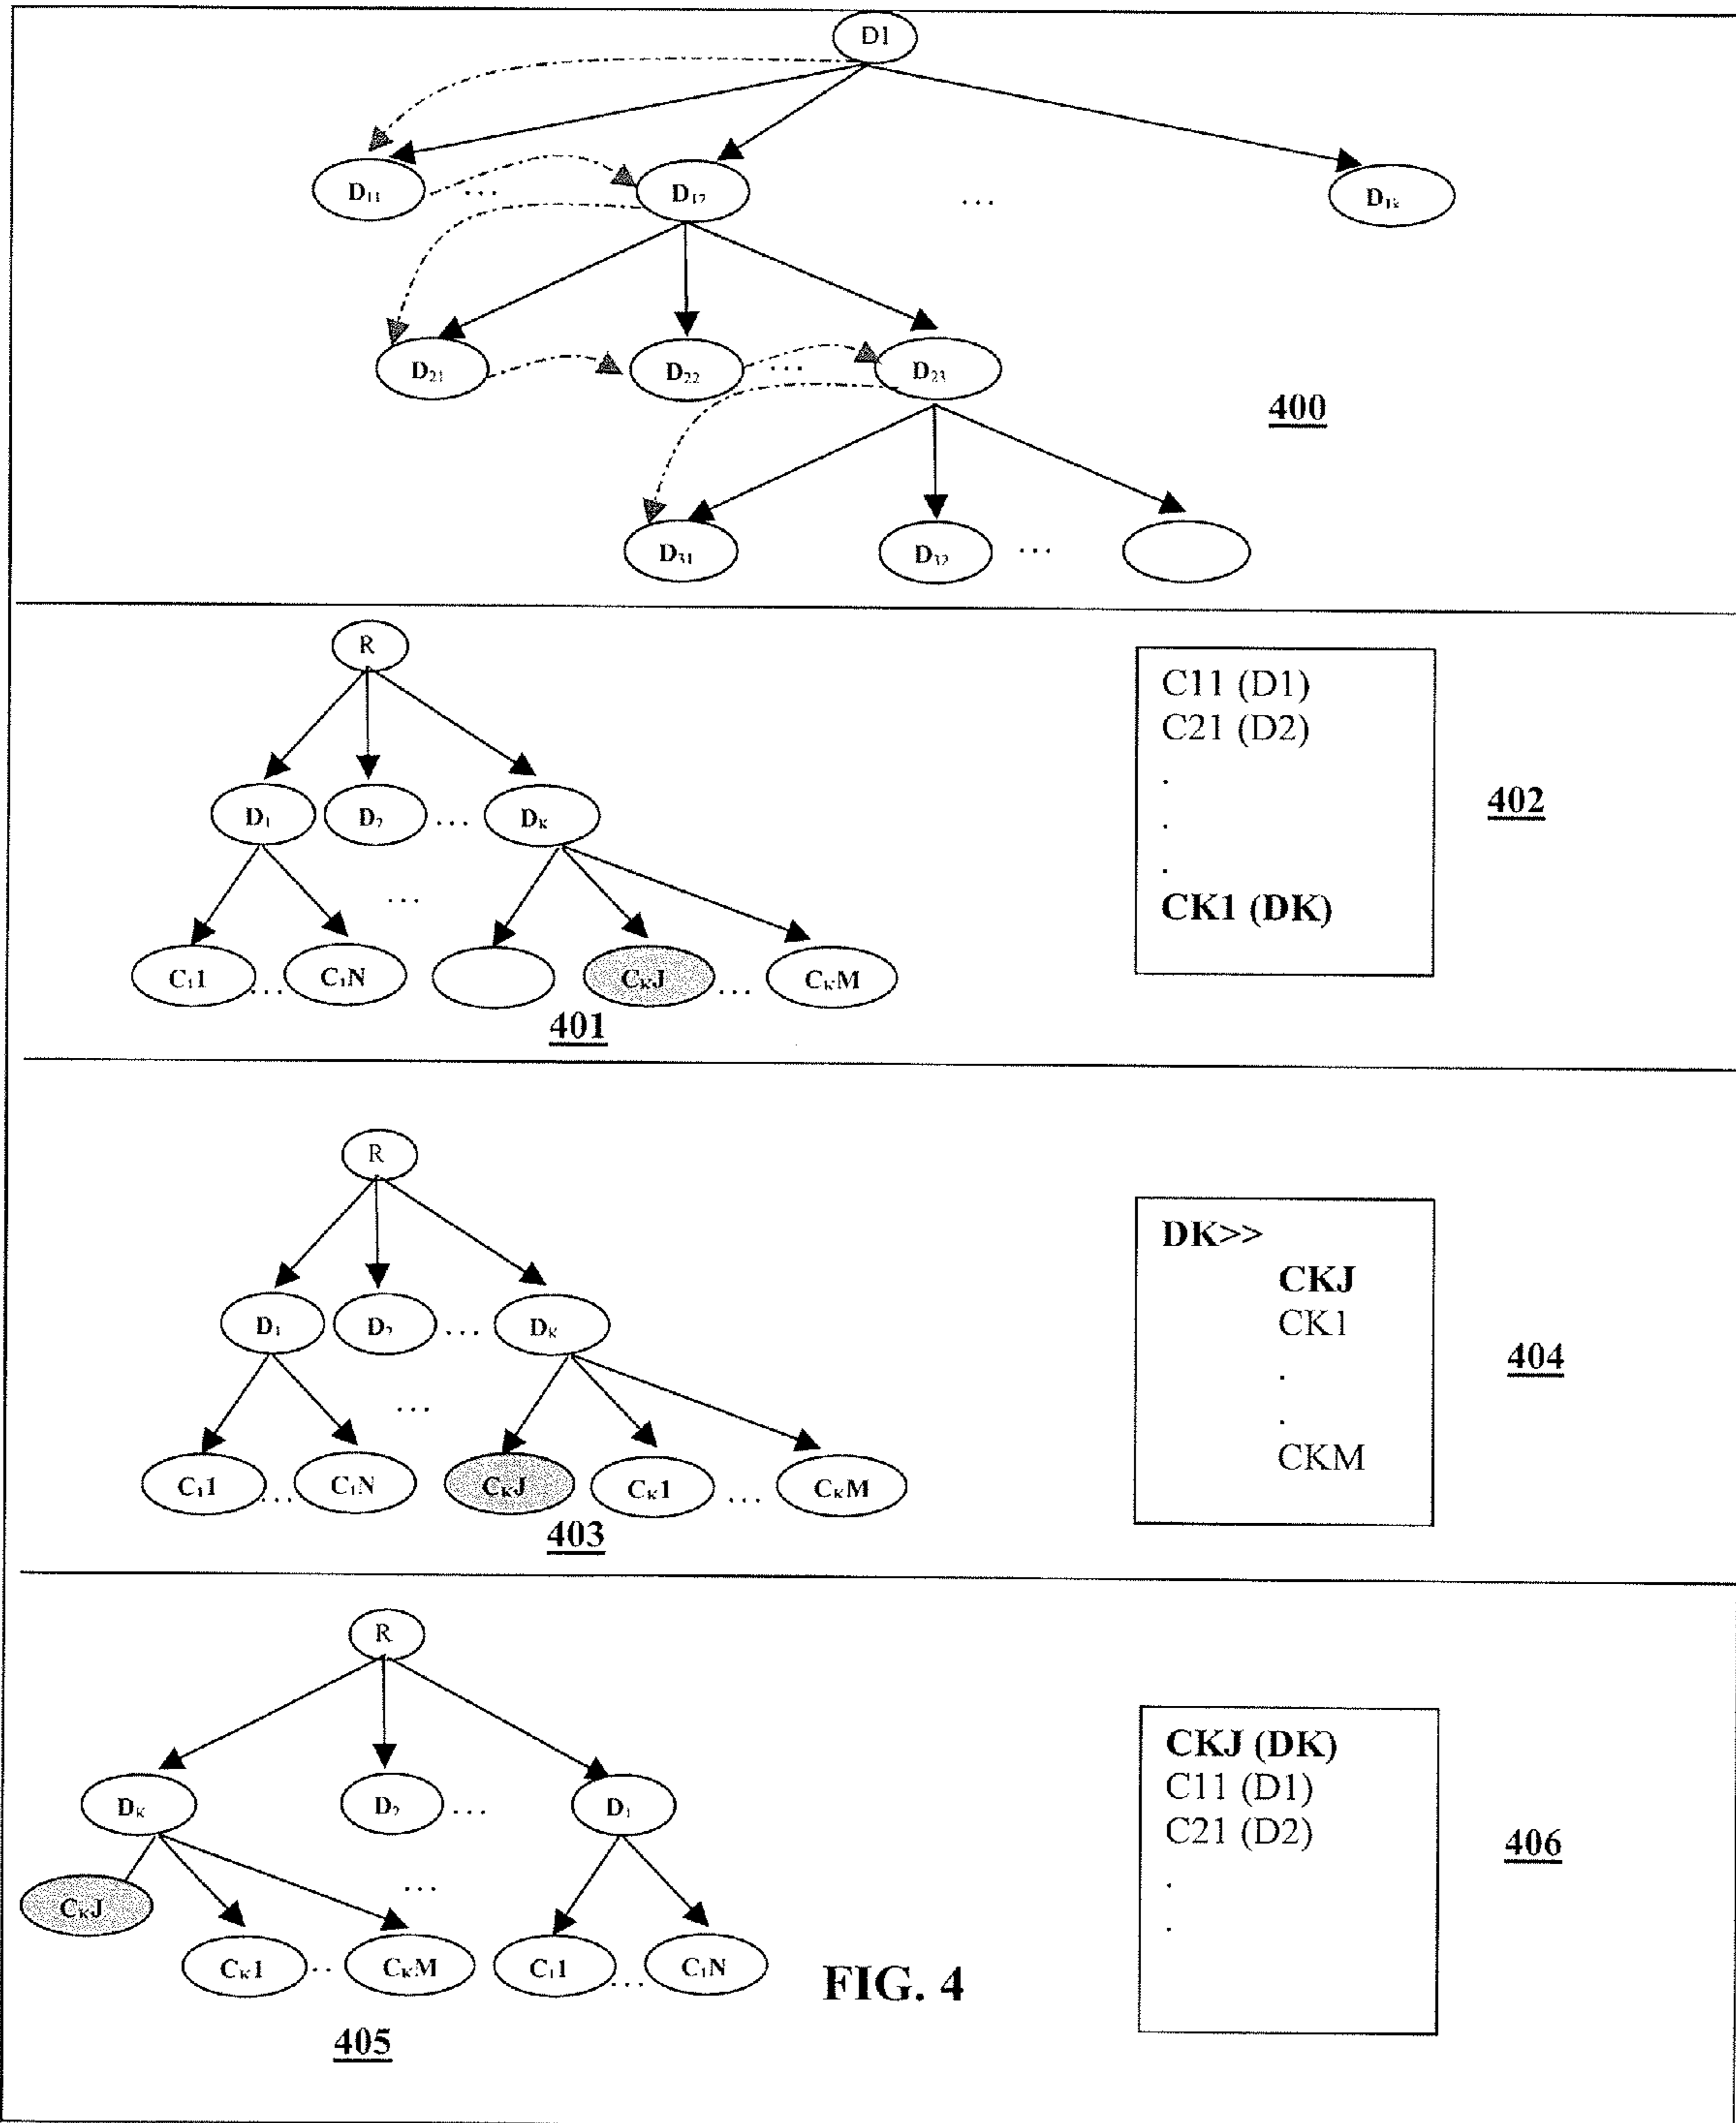 D1
D₁₁ ... D₁₂ ... D₁ₖ
D₂₁ D₂₂ ... D₂₃
400
D₃₁ D₃₂ ...
R
C11 (D1)
C21 (D2)
.
.
.
CK1 (DK)
402
D₁ D₂ ... Dₖ
...
C₁1 ... C₁N CₖJ ... CₖM
401
R
DK>>
CKJ
CK1
.
.
CKM
404
D₁ D₂ ... Dₖ
...
C₁1 ... C₁N CₖJ Cₖ1 ... CₖM
403
R
CKJ (DK)
C11 (D1)
C21 (D2)
.
.
406
Dₖ D₂ ... D₁
...
CₖJ
Cₖ1 .. CₖM C₁1 ... C₁N
FIG. 4
405